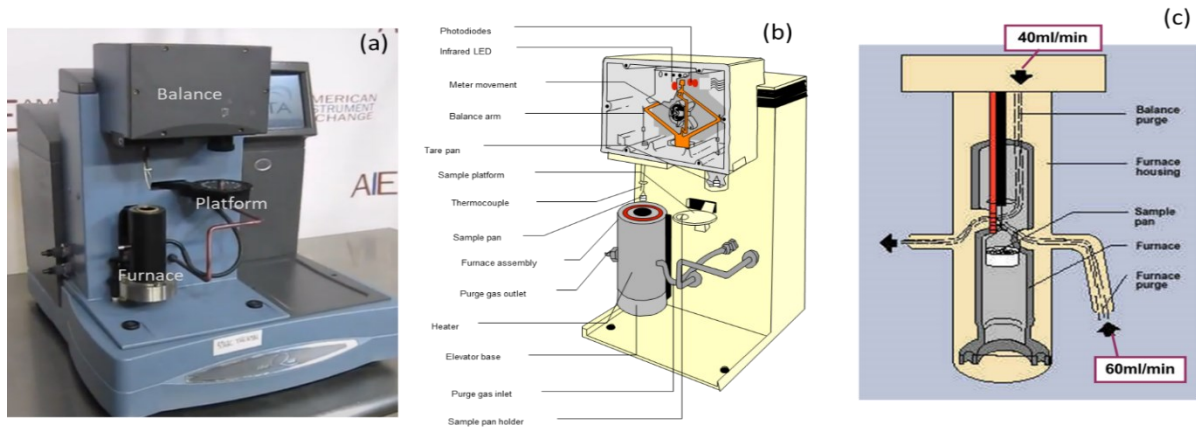 (a)
Balance
TA
AMERICAN
INSTRUMENT
EXCHANGE
AIE
Platform
Furnace
(b)
Photodiodes
Infrared LED
Meter movement
Balance arm
Tare pan
Sample platform
Thermocouple
Sample pan
Furnace assembly
Purge gas outlet
Heater
Elevator base
Purge gas inlet
Sample pan holder
(c)
40ml/min
Balance
purge
Furnace
housing
Sample
pan
Furnace
Furnace
purge
60ml/min